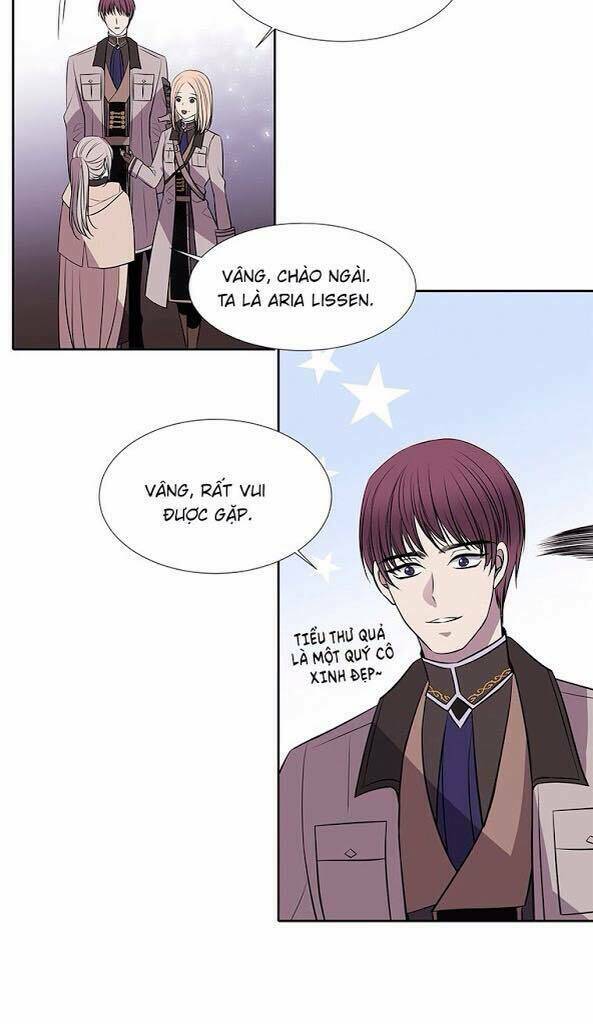 VÂNG, CHÀO NGÀI.
TA LÀ ARIA LISSEN.
VÂNG, RẤT VUI
ĐƯỢC GẶP.
TIỂU THƯ QUẢ
LÀ MỘT QUÝ CÔ
XINH ĐẸP~